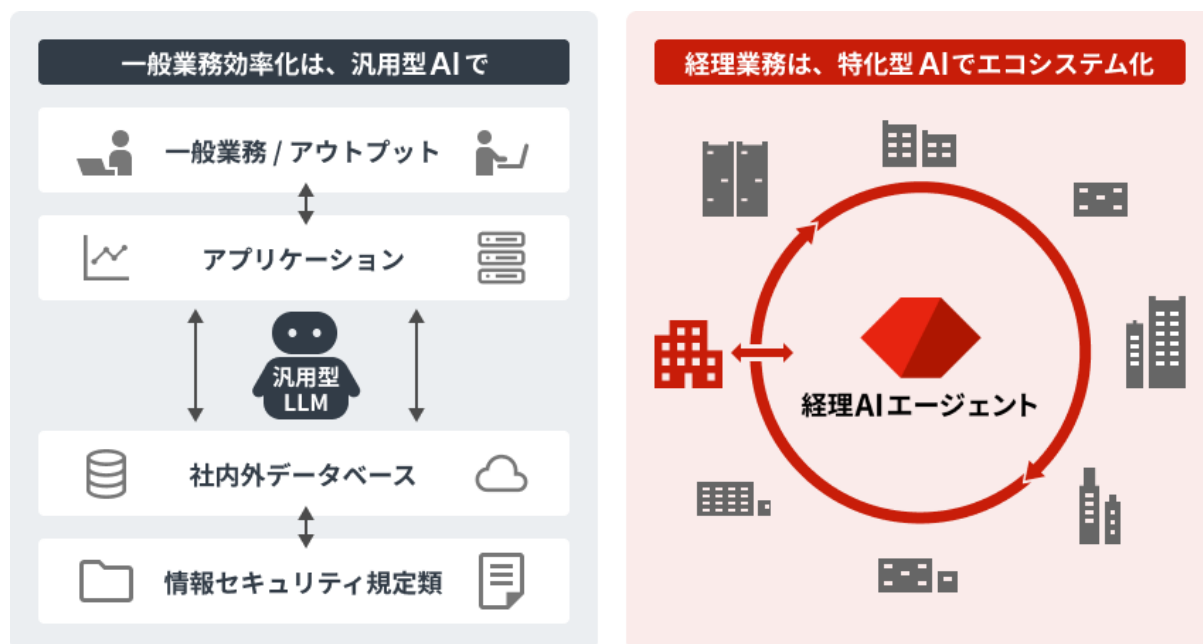 一般業務効率化は、汎用型AIで
一般業務 / アウトプット
アプリケーション
汎用型
LLM
社内外データベース
情報セキュリティ規定類
経理業務は、特化型AIでエコシステム化
経理AIエージェント